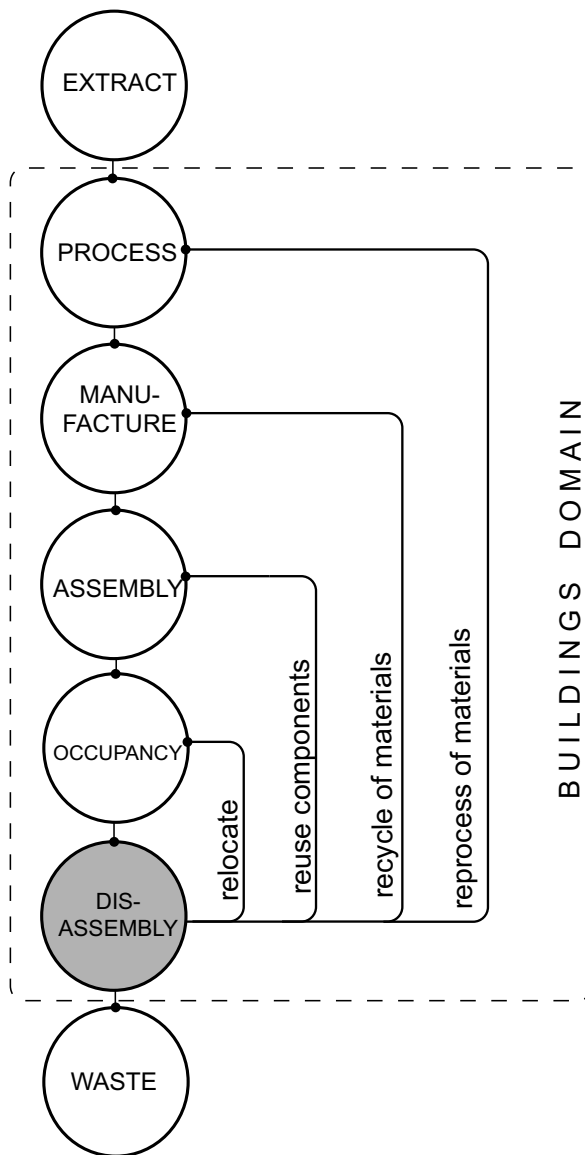 EXTRACT
PROCESS
MANU-
FACTURE
ASSEMBLY
OCCUPANCY
DIS-
ASSEMBLY
WASTE
relocate
reuse components
recycle of materials
reprocess of materials
BUILDINGS DOMAIN